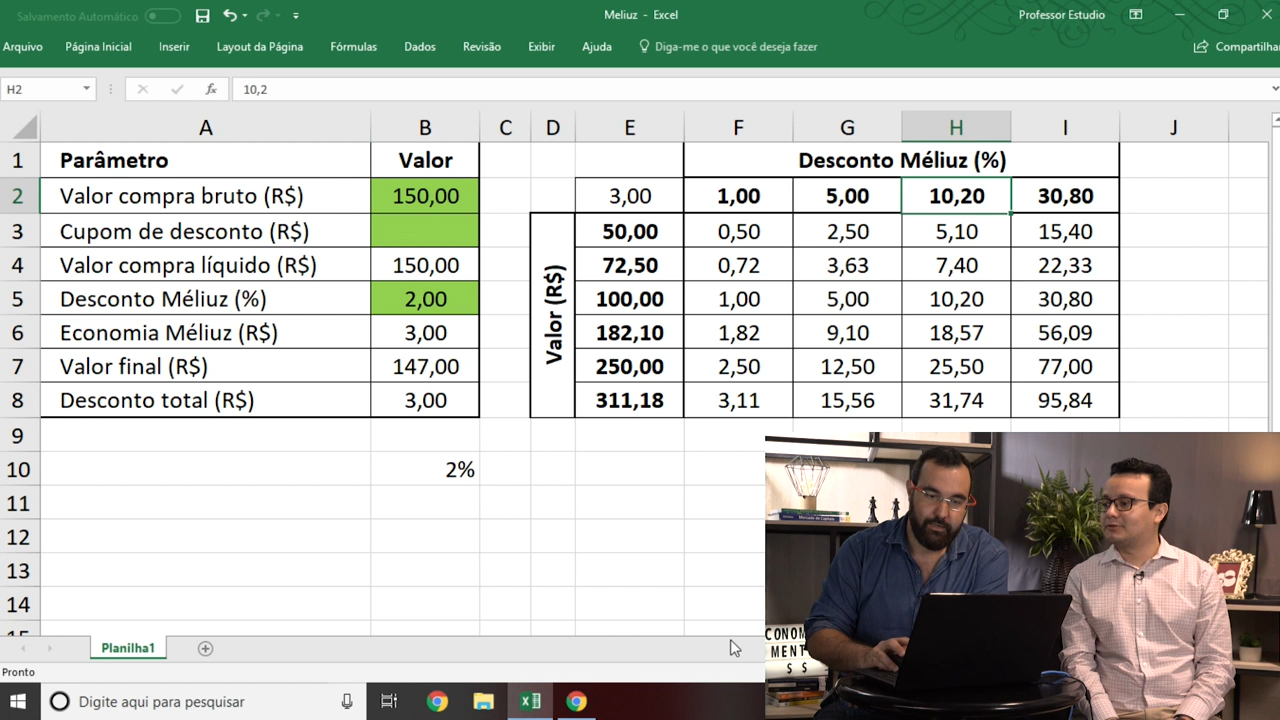 Salvamento Automático
Meliuz - Excel
Professor Estudio
Arquivo Página Inicial Inserir Layout da Página Fórmulas Dados Revisão Exibir Ajuda Diga-me o que você deseja fazer Compartilha
H2 fx 10,2
A B C D E F G H I J
1 Parâmetro Valor Desconto Méliuz (%)
2 Valor compra bruto (R$) 150,00 3,00 1,00 5,00 10,20 30,80
3 Cupom de desconto (R$) 50,00 0,50 2,50 5,10 15,40
4 Valor compra líquido (R$) 150,00 72,50 0,72 3,63 7,40 22,33
5 Desconto Méliuz (%) 2,00 100,00 1,00 5,00 10,20 30,80
6 Economia Méliuz (R$) 3,00 182,10 1,82 9,10 18,57 56,09
7 Valor final (R$) 147,00 250,00 2,50 12,50 25,50 77,00
8 Desconto total (R$) 3,00 311,18 3,11 15,56 31,74 95,84
Valor (R$)
9
10 2%
11
12
13
14
ECONOM
MENT
$ $
Planilha1
Pronto
Digite aqui para pesquisar